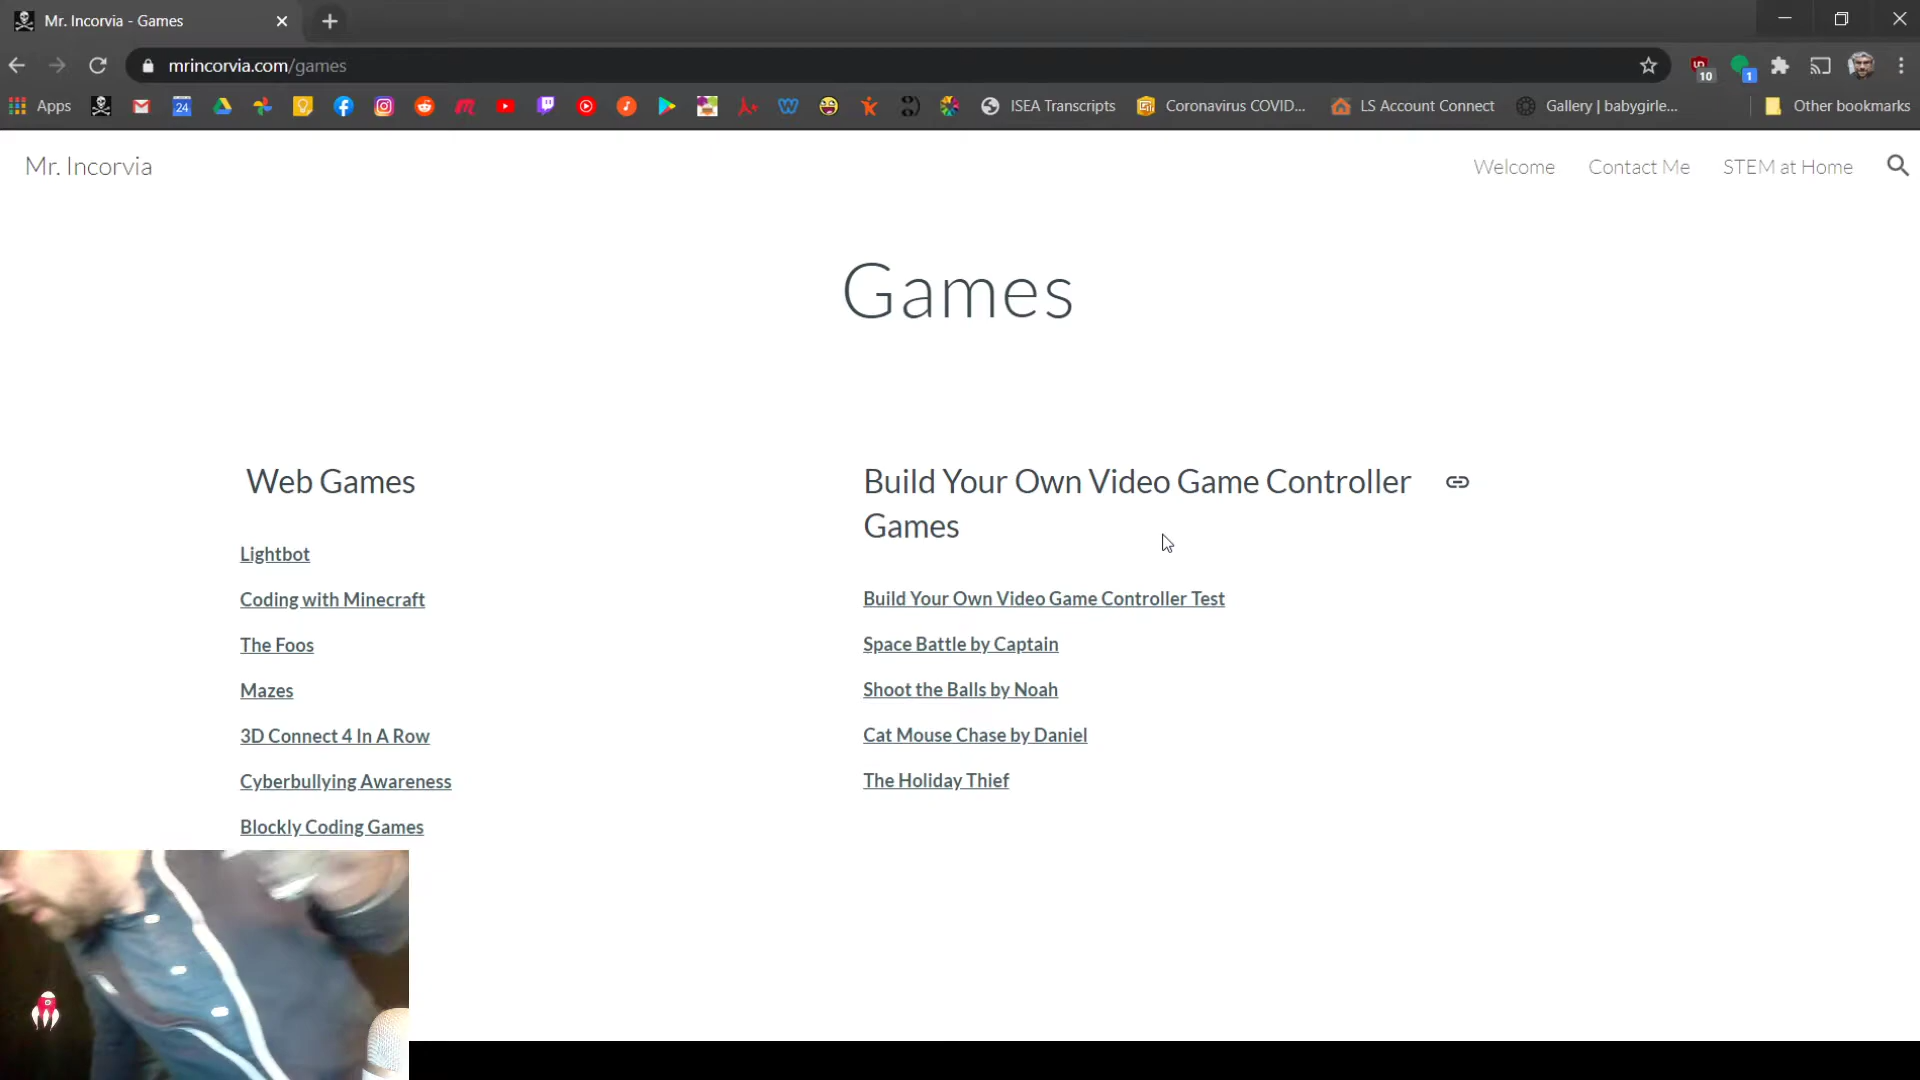 Mr. Incorvia - Games
mrincorvia.com/games
10
1
Apps
24
ISEA Transcripts
Coronavirus COVID...
LS Account Connect
Gallery | babygirle...
Other bookmarks
Mr. Incorvia
Welcome
Contact Me
STEM at Home
Games
Web Games
Lightbot
Coding with Minecraft
The Foos
Mazes
3D Connect 4 In A Row
Cyberbullying Awareness
Blockly Coding Games
Build Your Own Video Game Controller
Games
Build Your Own Video Game Controller Test
Space Battle by Captain
Shoot the Balls by Noah
Cat Mouse Chase by Daniel
The Holiday Thief